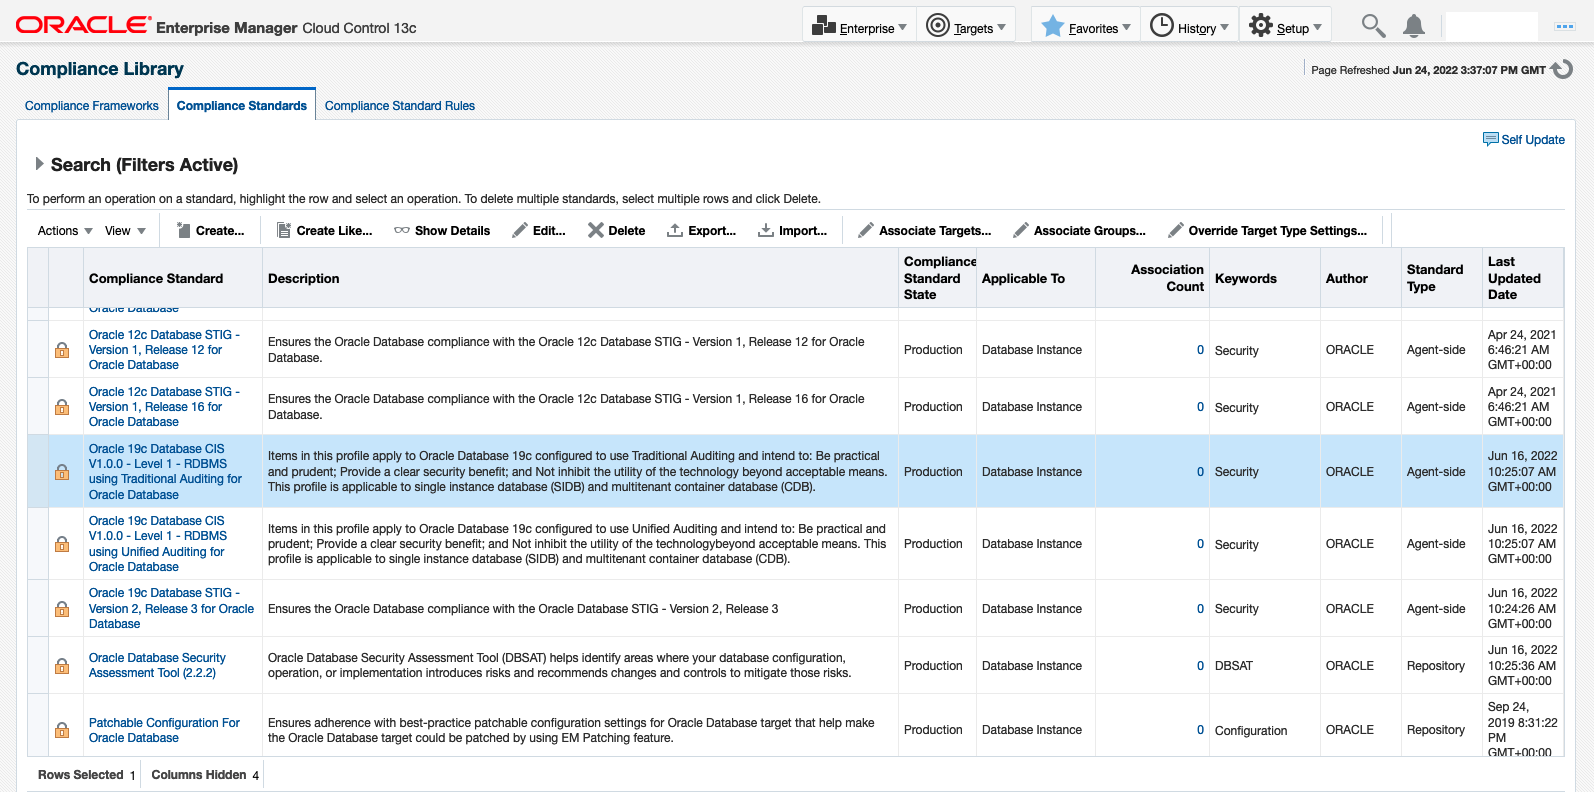 ORACLE Enterprise Manager Cloud Control 13c
Enterprise Targets Favorites History Setup
Compliance Library
Page Refreshed Jun 24, 2022 3:37:07 PM GMT
Compliance Frameworks Compliance Standards Compliance Standard Rules
Self Update
Search (Filters Active)
To perform an operation on a standard, highlight the row and select an operation. To delete multiple standards, select multiple rows and click Delete.
Actions View Create... Create Like... Show Details Edit... Delete Export... Import... Associate Targets... Associate Groups... Override Target Type Settings...
Compliance Standard
Description
Compliance
Standard
State
Applicable To
Association
Count
Keywords
Author
Standard
Type
Last
Updated
Date
Oracle Database
Oracle 12c Database STIG -
Version 1, Release 12 for
Oracle Database
Ensures the Oracle Database compliance with the Oracle 12c Database STIG - Version 1, Release 12 for Oracle
Database.
Production
Database Instance
0
Security
ORACLE
Agent-side
Apr 24, 2021
6:46:21 AM
GMT+00:00
Oracle 12c Database STIG -
Version 1, Release 16 for
Oracle Database
Ensures the Oracle Database compliance with the Oracle 12c Database STIG - Version 1, Release 16 for Oracle
Database.
Production
Database Instance
0
Security
ORACLE
Agent-side
Apr 24, 2021
6:46:21 AM
GMT+00:00
Oracle 19c Database CIS
V1.0.0 - Level 1 - RDBMS
using Traditional Auditing for
Oracle Database
Items in this profile apply to Oracle Database 19c configured to use Traditional Auditing and intend to: Be practical
and prudent; Provide a clear security benefit; and Not inhibit the utility of the technology beyond acceptable means.
This profile is applicable to single instance database (SIDB) and multitenant container database (CDB).
Production
Database Instance
0
Security
ORACLE
Agent-side
Jun 16, 2022
10:25:07 AM
GMT+00:00
Oracle 19c Database CIS
V1.0.0 - Level 1 - RDBMS
using Unified Auditing for
Oracle Database
Items in this profile apply to Oracle Database 19c configured to use Unified Auditing and intend to: Be practical and
prudent; Provide a clear security benefit; and Not inhibit the utility of the technologybeyond acceptable means. This
profile is applicable to single instance database (SIDB) and multitenant container database (CDB).
Production
Database Instance
0
Security
ORACLE
Agent-side
Jun 16, 2022
10:25:07 AM
GMT+00:00
Oracle 19c Database STIG -
Version 2, Release 3 for Oracle
Database
Ensures the Oracle Database compliance with the Oracle Database STIG - Version 2, Release 3
Production
Database Instance
0
Security
ORACLE
Agent-side
Jun 16, 2022
10:24:26 AM
GMT+00:00
Oracle Database Security
Assessment Tool (2.2.2)
Oracle Database Security Assessment Tool (DBSAT) helps identify areas where your database configuration,
operation, or implementation introduces risks and recommends changes and controls to mitigate those risks.
Production
Database Instance
0
DBSAT
ORACLE
Repository
Jun 16, 2022
10:25:36 AM
GMT+00:00
Patchable Configuration For
Oracle Database
Ensures adherence with best-practice patchable configuration settings for Oracle Database target that help make
the Oracle Database target could be patched by using EM Patching feature.
Production
Database Instance
0
Configuration
ORACLE
Repository
Sep 24,
2019 8:31:22
PM
GMT+00:00
Rows Selected 1 Columns Hidden 4